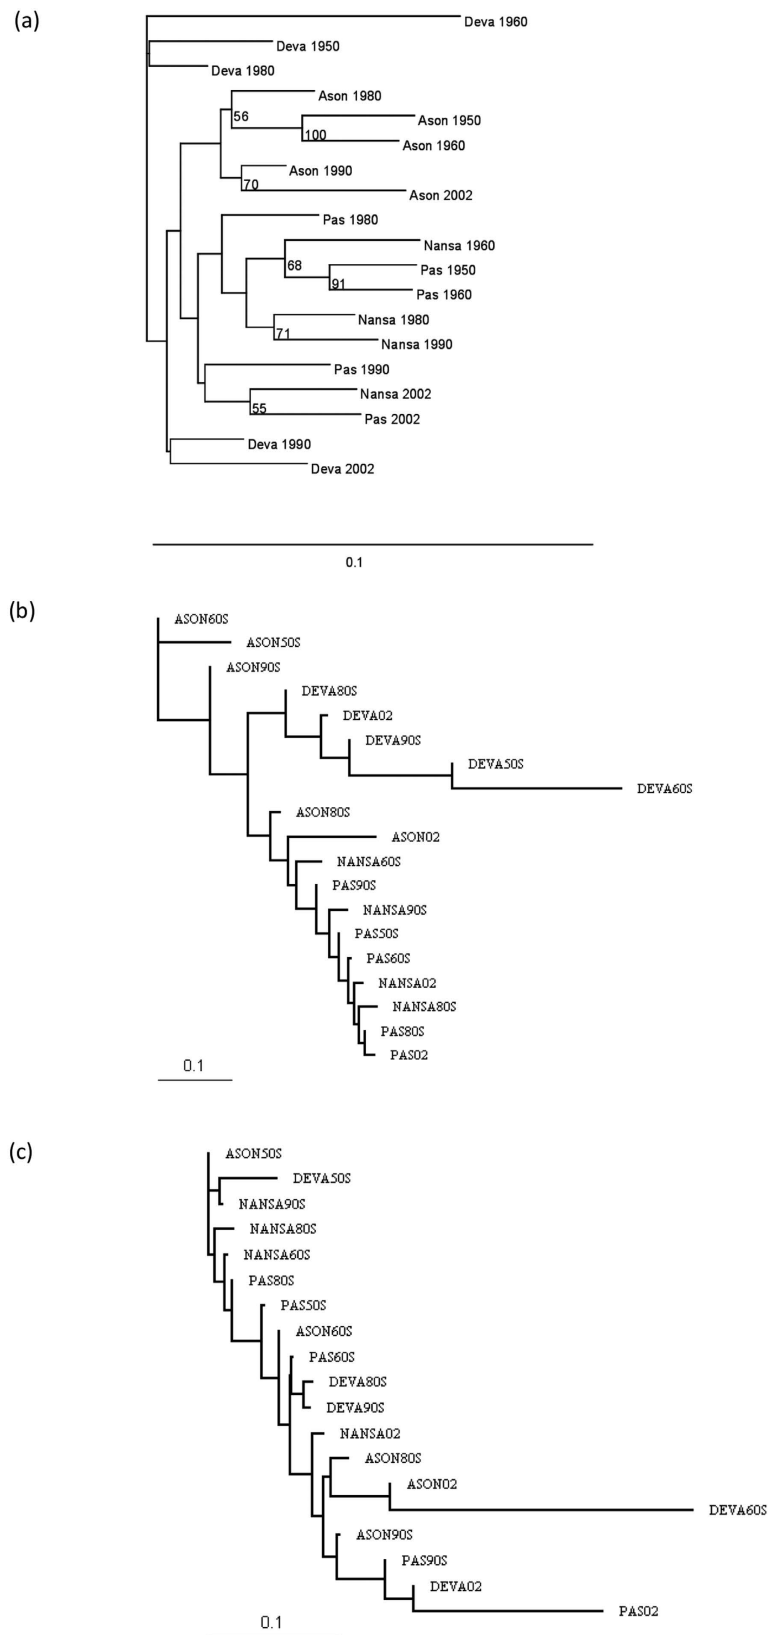 (a)
Deva 1960
Deva 1950
Deva 1980
Ason 1980
56
Ason 1950
100
Ason 1960
Ason 1990
70
Ason 2002
Pas 1980
Nansa 1960
68
Pas 1950
91
Pas 1960
Nansa 1980
71
Nansa 1990
Pas 1990
Nansa 2002
55
Pas 2002
Deva 1990
Deva 2002
0.1
(b)
ASON60S
ASON50S
ASON90S
DEVA80S
DEVA02
DEVA90S
DEVA50S
DEVA60S
ASON80S
ASON02
NANSA60S
PAS90S
NANSA90S
PAS50S
PAS60S
NANSA02
NANSA80S
PAS80S
PAS02
0.1
(c)
ASON50S
DEVA50S
NANSA90S
NANSA80S
NANSA60S
PAS80S
PAS50S
ASON60S
PAS60S
DEVA80S
DEVA90S
NANSA02
ASON80S
ASON02
DEVA60S
ASON90S
PAS90S
DEVA02
PAS02
0.1